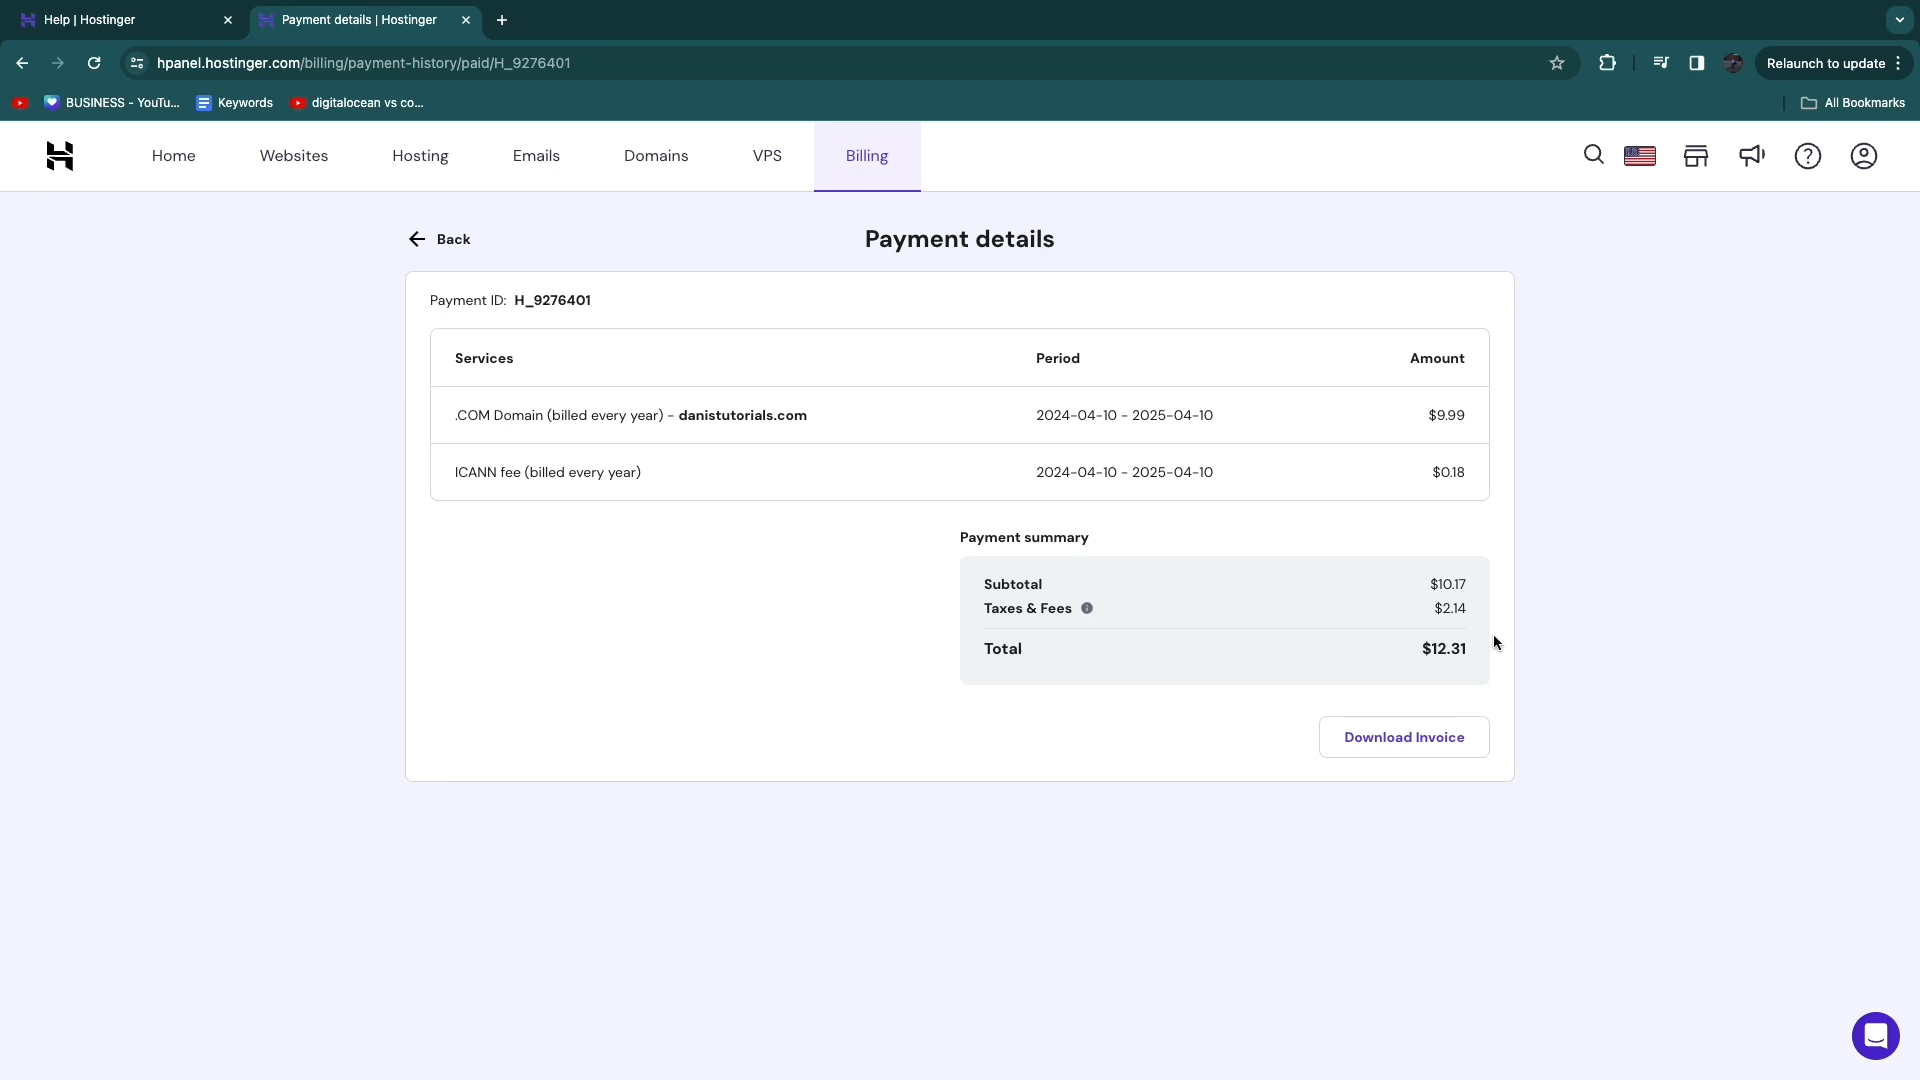 Help | Hostinger
Payment details | Hostinger
hpanel.hostinger.com/billing/payment-history/paid/H_9276401
Relaunch to update
BUSINESS - YouTu...
Keywords
digitalocean vs co...
All Bookmarks
Home
Websites
Hosting
Emails
Domains
VPS
Billing
Back
Payment details
Payment ID: H_9276401
Services Period Amount
.COM Domain (billed every year) - danistutorials.com 2024-04-10 - 2025-04-10 $9.99
ICANN fee (billed every year) 2024-04-10 - 2025-04-10 $0.18
Payment summary
Subtotal $10.17
Taxes & Fees $2.14
Total $12.31
Download Invoice